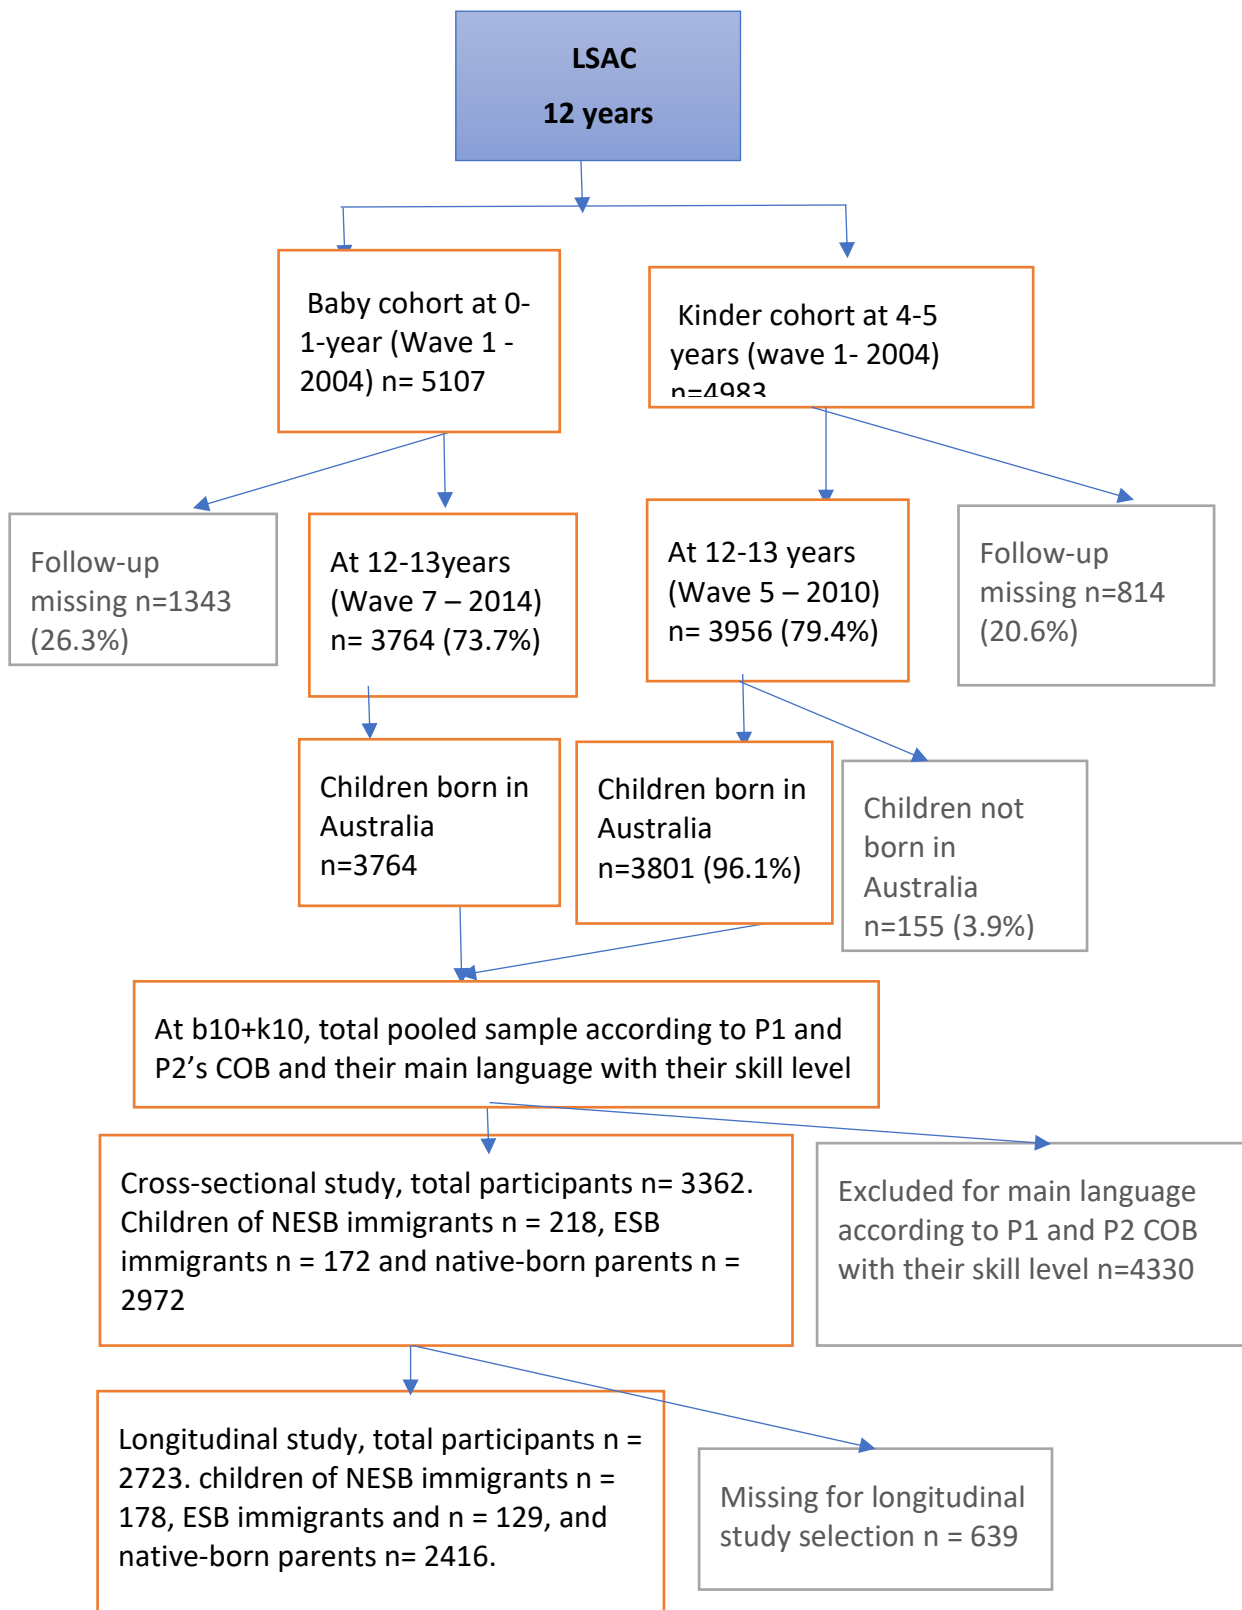 LSAC
12 years
Baby cohort at 0-
1-year (Wave 1 -
2004) n= 5107
Kinder cohort at 4-5
years (wave 1- 2004)
n=4983
Follow-up
missing n=1343
(26.3%)
At 12-13years
(Wave 7 – 2014)
n= 3764 (73.7%)
At 12-13 years
(Wave 5 – 2010)
n= 3956 (79.4%)
Follow-up
missing n=814
(20.6%)
Children born in
Australia
n=3764
Children born in
Australia
n=3801 (96.1%)
Children not
born in
Australia
n=155 (3.9%)
At b10+k10, total pooled sample according to P1 and
P2’s COB and their main language with their skill level
Cross-sectional study, total participants n= 3362.
Children of NESB immigrants n = 218, ESB
immigrants n = 172 and native-born parents n =
2972
Excluded for main language
according to P1 and P2 COB
with their skill level n=4330
Longitudinal study, total participants n =
2723. children of NESB immigrants n =
178, ESB immigrants and n = 129, and
native-born parents n= 2416.
Missing for longitudinal
study selection n = 639